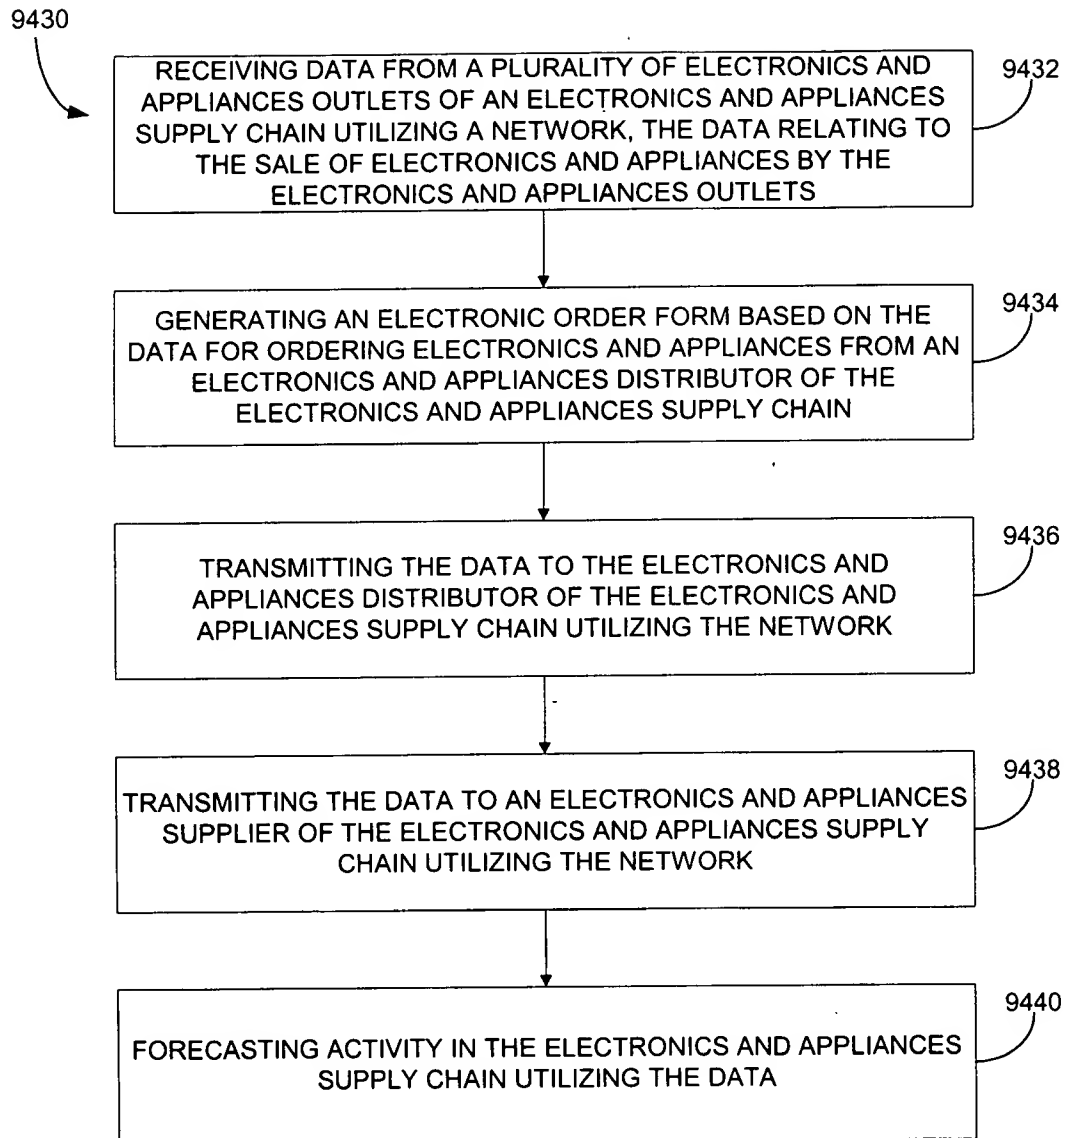 9430
RECEIVING DATA FROM A PLURALITY OF ELECTRONICS AND
APPLIANCES OUTLETS OF AN ELECTRONICS AND APPLIANCES
SUPPLY CHAIN UTILIZING A NETWORK, THE DATA RELATING TO
THE SALE OF ELECTRONICS AND APPLIANCES BY THE
ELECTRONICS AND APPLIANCES OUTLETS
9432
GENERATING AN ELECTRONIC ORDER FORM BASED ON THE
DATA FOR ORDERING ELECTRONICS AND APPLIANCES FROM AN
ELECTRONICS AND APPLIANCES DISTRIBUTOR OF THE
ELECTRONICS AND APPLIANCES SUPPLY CHAIN
9434
TRANSMITTING THE DATA TO THE ELECTRONICS AND
APPLIANCES DISTRIBUTOR OF THE ELECTRONICS AND
APPLIANCES SUPPLY CHAIN UTILIZING THE NETWORK
9436
TRANSMITTING THE DATA TO AN ELECTRONICS AND APPLIANCES
SUPPLIER OF THE ELECTRONICS AND APPLIANCES SUPPLY
CHAIN UTILIZING THE NETWORK
9438
FORECASTING ACTIVITY IN THE ELECTRONICS AND APPLIANCES
SUPPLY CHAIN UTILIZING THE DATA
9440